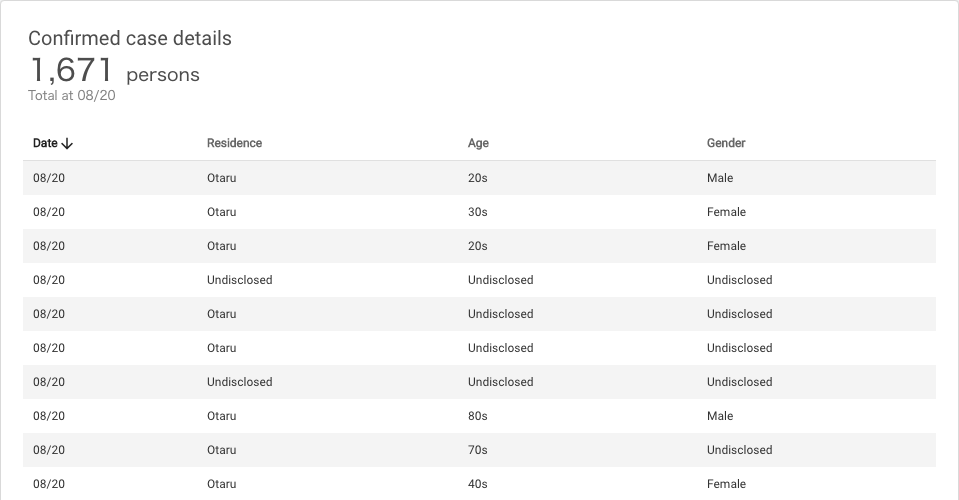 Confirmed case details
1,671 persons
Total at 08/20
Date Residence Age Gender
08/20 Otaru 20s Male
08/20 Otaru 30s Female
08/20 Otaru 20s Female
08/20 Undisclosed Undisclosed Undisclosed
08/20 Otaru Undisclosed Undisclosed
08/20 Otaru Undisclosed Undisclosed
08/20 Undisclosed Undisclosed Undisclosed
08/20 Otaru 80s Male
08/20 Otaru 70s Undisclosed
08/20 Otaru 40s Female